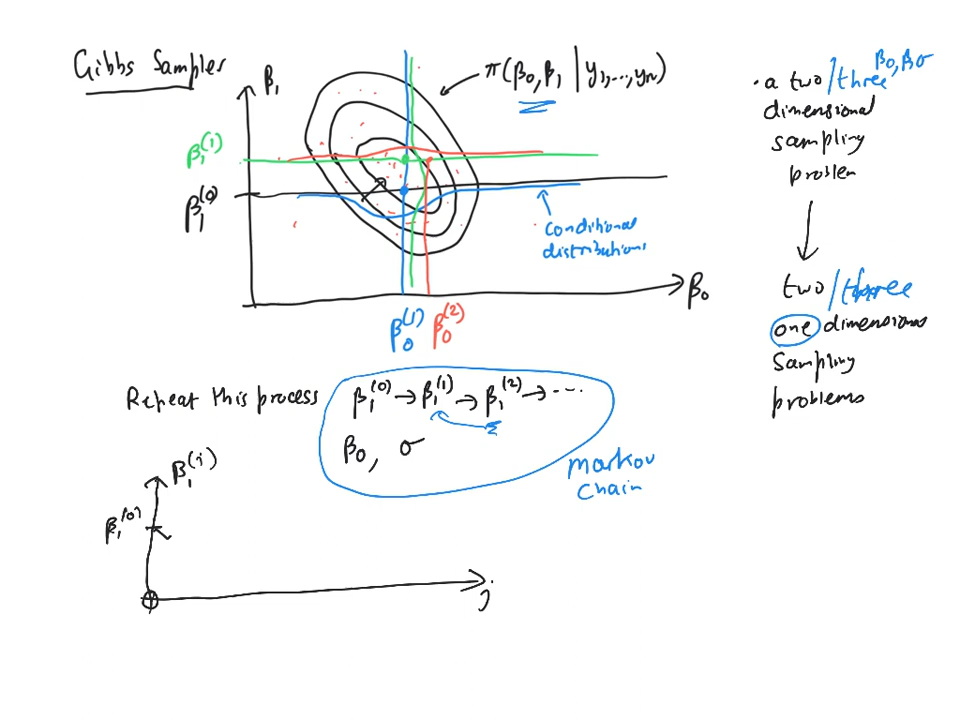 Gibbs Samples
β₁
π(β₀,β₁ | y₁,...,yₙ)
β₁⁽¹⁾
β₁⁽⁰⁾
conditional
distributions
β₀
β₀⁽¹⁾ β₀⁽²⁾
β₀, β₁ σ
· a two/three
dimensional
sampling
problem
two/three
one dimensions
Sampling
problems
Repeat this process
β₁⁽⁰⁾ → β₁⁽¹⁾ → β₁⁽²⁾ → ...
β₀, σ
Markov
Chain
β₁⁽ʲ⁾
β₁⁽⁰⁾
j